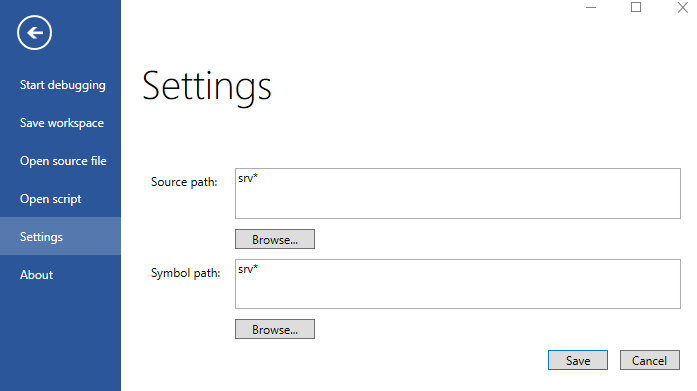 Start debugging
Save workspace
Open source file
Open script
Settings
About
Settings
Source path:
srv*
Browse...
Symbol path:
srv*
Browse...
Save
Cancel